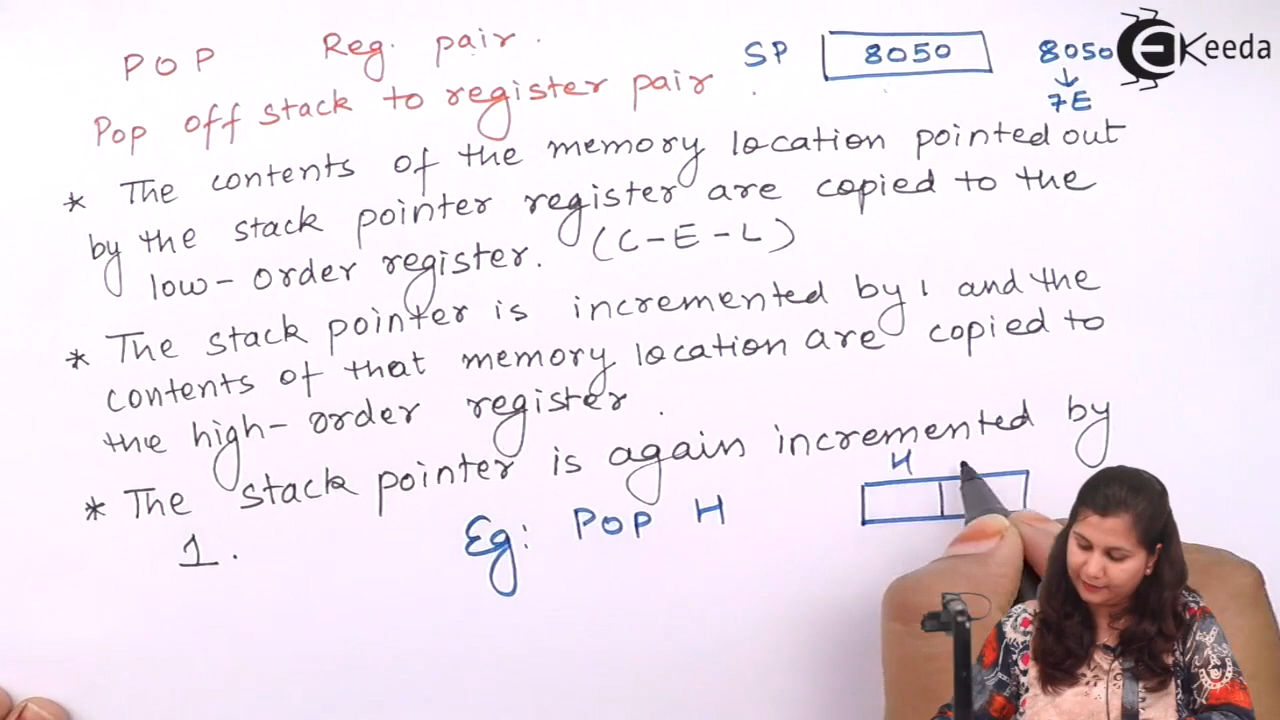 POP Reg. pair.
SP 8050 8050
↓
7E
EKeeda
Pop off stack to register pair
* The contents of the memory location pointed out
by the stack pointer register are copied to the
low-order register. (C-E-L)
* The stack pointer is incremented by 1 and the
contents of that memory location are copied to
the high-order register.
* The stack pointer is again incremented by
1.
Eg: POP H
H